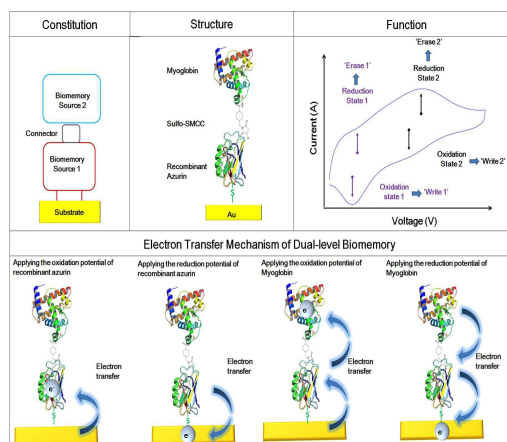 Constitution
Structure
Function
Biomemory
Source 2
Connector
Biomemory
Source 1
Substrate
Myoglobin
Sulfo-SMCC
Recombinant
Azurin
S
Au
'Erase 2'
Reduction
State 2
'Erase 1'
Reduction
State 1
Oxidation
State 2
'Write 2'
Oxidation
state 1
'Write 1'
Current (A)
Voltage (V)
Electron Transfer Mechanism of Dual-level Biomemory
Applying the oxidation potential of
recombinant azurin
Electron
transfer
e-
S
Applying the reduction potential of
recombinant azurin
Electron
transfer
S
e-
Applying the oxidation potential of
Myoglobin
e-
Electron
transfer
S
Applying the reduction potential of
Myoglobin
Electron
transfer
S
e-